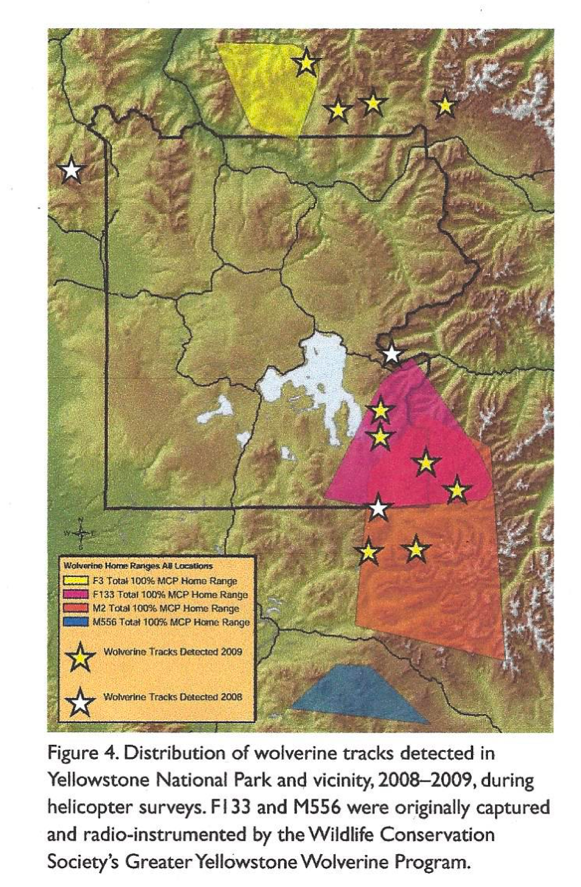 N
W
E
S
Wolverine Home Ranges All Locations
F3 Total 100% MCP Home Range
F133 Total 100% MCP Home Range
M2 Total 100% MCP Home Range
M556 Total 100% MCP Home Range
Wolverine Tracks Detected 2009
Wolverine Tracks Detected 2008
Figure 4. Distribution of wolverine tracks detected in
Yellowstone National Park and vicinity, 2008–2009, during
helicopter surveys. F133 and M556 were originally captured
and radio-instrumented by the Wildlife Conservation
Society's Greater Yellowstone Wolverine Program.